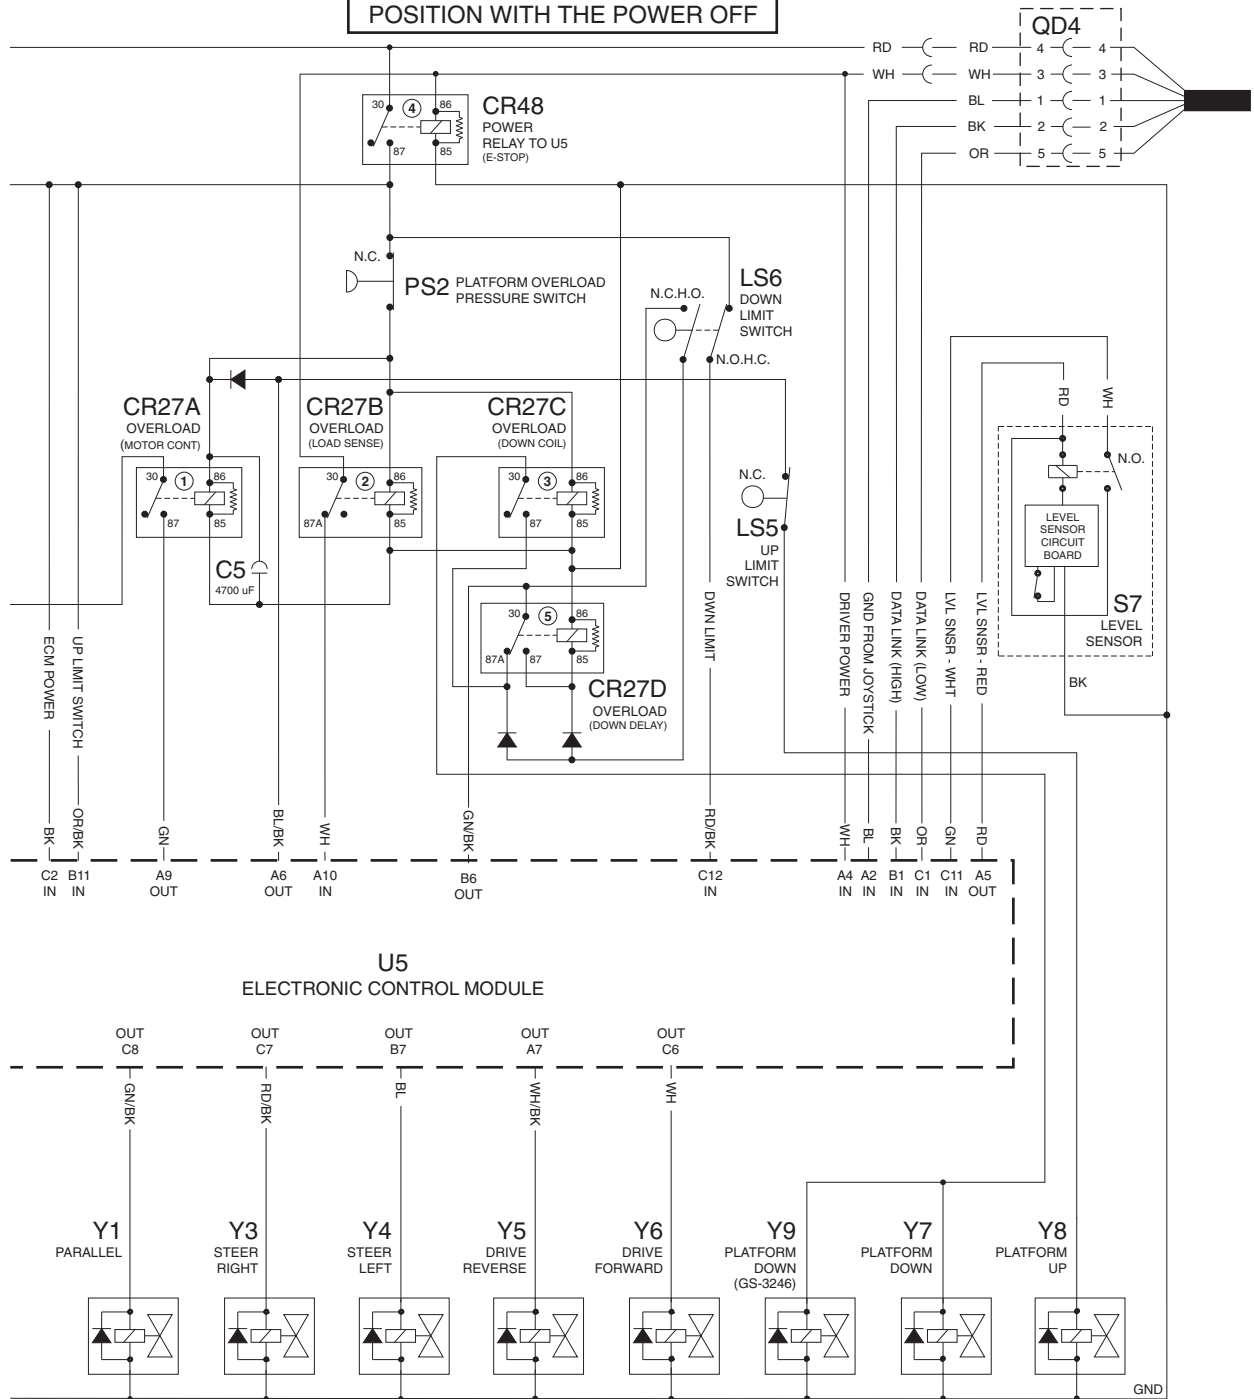 POSITION WITH THE POWER OFF
QD4
RD RD 4 4
WH WH 3 3
BL 1 1
BK 2 2
OR 5 5
30 4 86
87 85
CR48
POWER
RELAY TO U5
(E-STOP)
N.C.
PS2 PLATFORM OVERLOAD
PRESSURE SWITCH
N.C.H.O.
N.O.H.C.
LS6
DOWN
LIMIT
SWITCH
CR27A
OVERLOAD
(MOTOR CONT)
30 1 86
87 85
CR27B
OVERLOAD
(LOAD SENSE)
30 2 86
87A 85
CR27C
OVERLOAD
(DOWN COIL)
30 3 86
87 85
C5
4700 uF
N.C.
LS5
UP
LIMIT
SWITCH
RD
WH
N.O.
LEVEL
SENSOR
CIRCUIT
BOARD
S7
LEVEL
SENSOR
BK
30 5 86
87A 87 85
CR27D
OVERLOAD
(DOWN DELAY)
ECM POWER
UP LIMIT SWITCH
DWN LIMIT
DRIVER POWER
GND FROM JOYSTICK
DATA LINK (HIGH)
DATA LINK (LOW)
LVL SNSR - WHT
LVL SNSR - RED
BK
OR/BK
GN
BL/BK
WH
GN/BK
RD/BK
WH
BL
BK
OR
GN
RD
C2 B11 A9 A6 A10 B6 C12 A4 A2 B1 C1 C11 A5
IN IN OUT OUT IN OUT IN IN IN IN IN IN OUT
U5
ELECTRONIC CONTROL MODULE
OUT OUT OUT OUT OUT
C8 C7 B7 A7 C6
GN/BK
RD/BK
BL
WH/BK
WH
Y1
PARALLEL
Y3
STEER
RIGHT
Y4
STEER
LEFT
Y5
DRIVE
REVERSE
Y6
DRIVE
FORWARD
Y9
PLATFORM
DOWN
(GS-3246)
Y7
PLATFORM
DOWN
Y8
PLATFORM
UP
GND